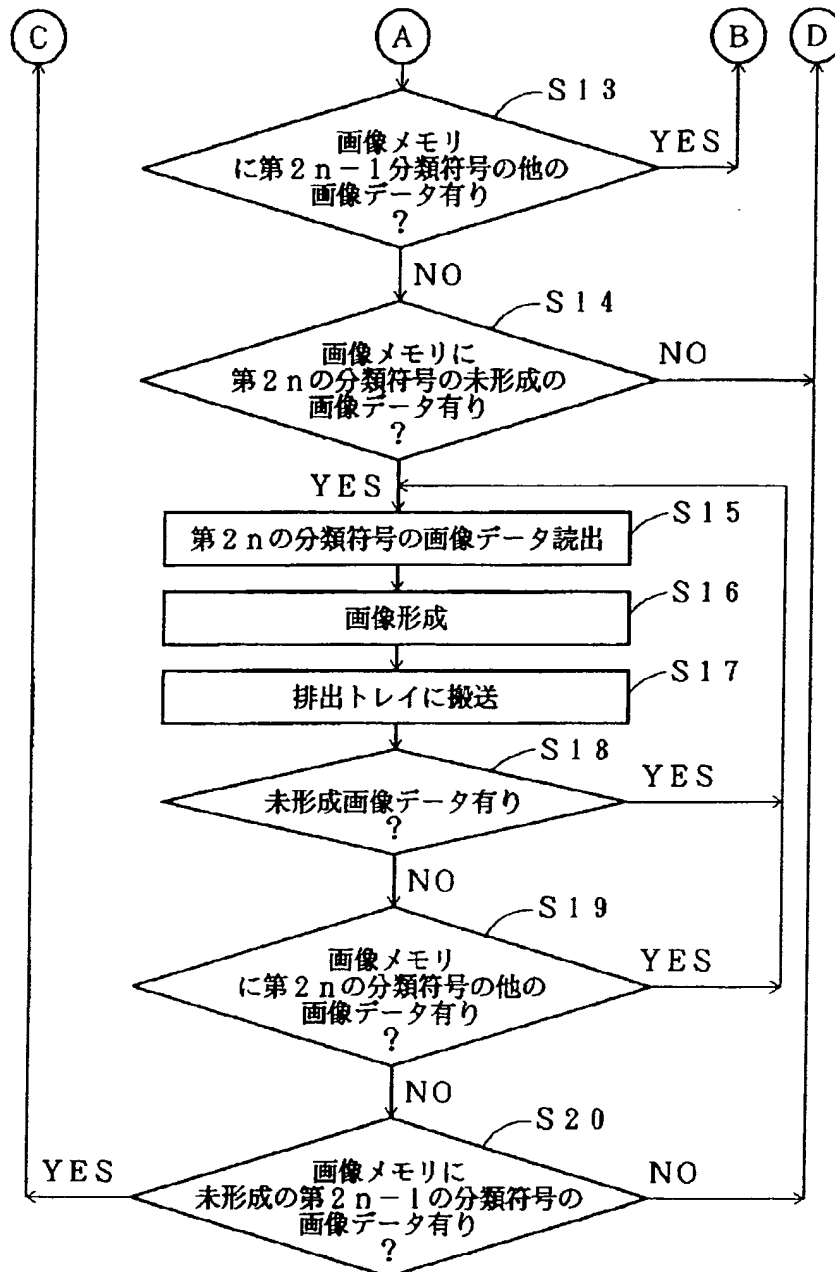 C A B D
S13
画像メモリ
に第2n-1分類符号の他の
画像データ有り
?
YES
NO
S14
画像メモリに
第2nの分類符号の未形成の
画像データ有り
?
NO
YES
S15
第2nの分類符号の画像データ読出
S16
画像形成
S17
排出トレイに搬送
S18
未形成画像データ有り
?
YES
NO
S19
画像メモリ
に第2nの分類符号の他の
画像データ有り
?
YES
NO
S20
YES
画像メモリに
未形成の第2n-1の分類符号の
画像データ有り
?
NO